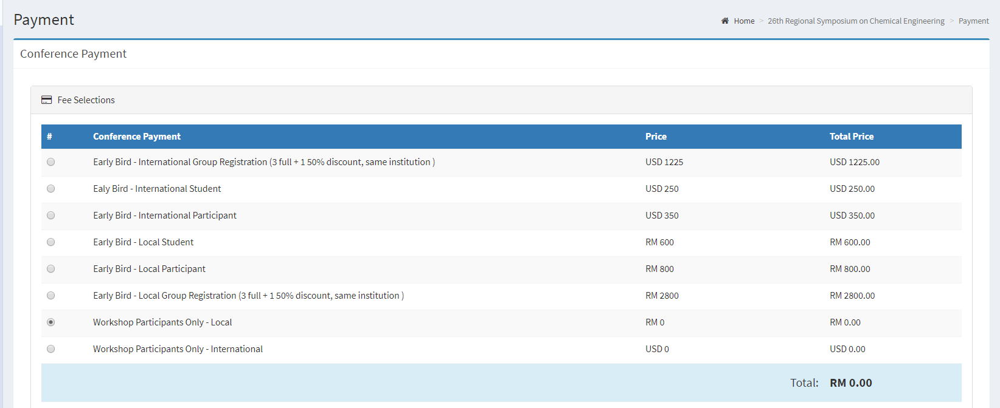 Payment
Home > 26th Regional Symposium on Chemical Engineering > Payment
Conference Payment
Fee Selections
# Conference Payment Price Total Price
Early Bird - International Group Registration (3 full + 1 50% discount, same institution ) USD 1225 USD 1225.00
Ealy Bird - International Student USD 250 USD 250.00
Early Bird - International Participant USD 350 USD 350.00
Early Bird - Local Student RM 600 RM 600.00
Early Bird - Local Participant RM 800 RM 800.00
Early Bird - Local Group Registration (3 full + 1 50% discount, same institution ) RM 2800 RM 2800.00
Workshop Participants Only - Local RM 0 RM 0.00
Workshop Participants Only - International USD 0 USD 0.00
Total: RM 0.00